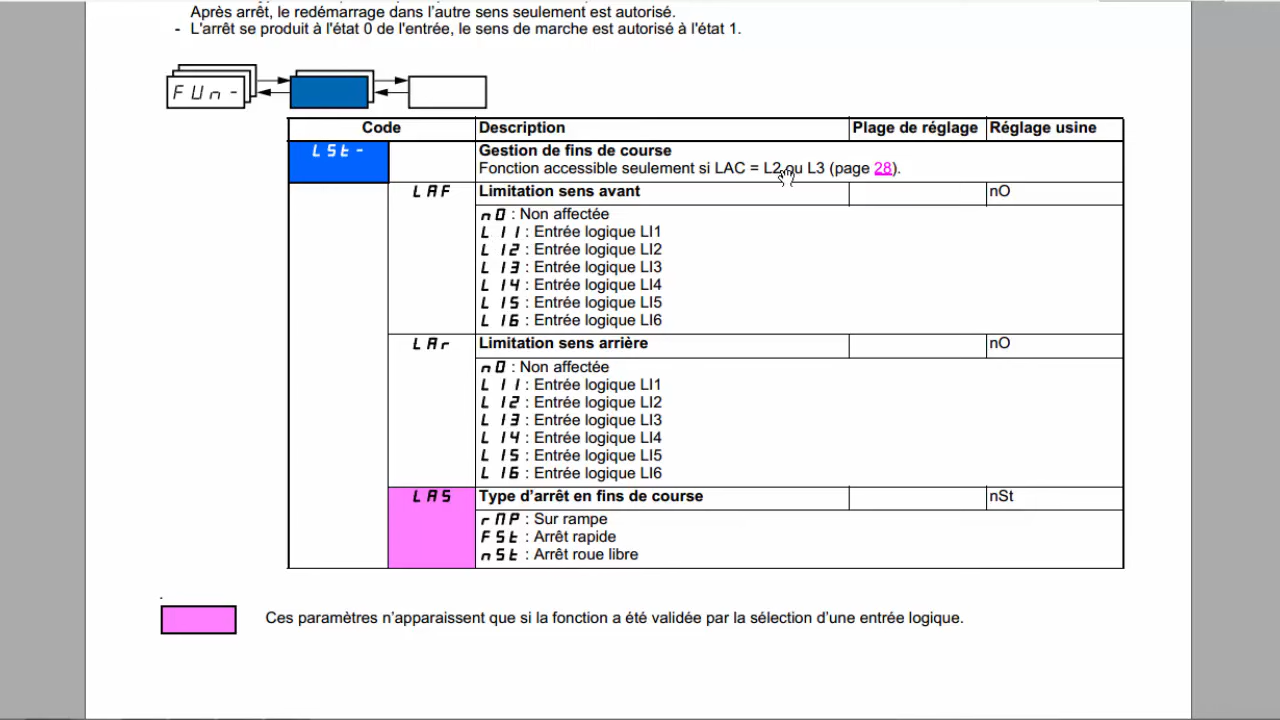 Après arrêt, le redémarrage dans l'autre sens seulement est autorisé.
- L'arrêt se produit à l'état 0 de l'entrée, le sens de marche est autorisé à l'état 1.
FUn-
Code Description Plage de réglage Réglage usine
LSt- Gestion de fins de course
Fonction accessible seulement si LAC = L2 ou L3 (page 28).
LAF Limitation sens avant nO
nO : Non affectée
LI1 : Entrée logique LI1
LI2 : Entrée logique LI2
LI3 : Entrée logique LI3
LI4 : Entrée logique LI4
LI5 : Entrée logique LI5
LI6 : Entrée logique LI6
LAr Limitation sens arrière nO
nO : Non affectée
LI1 : Entrée logique LI1
LI2 : Entrée logique LI2
LI3 : Entrée logique LI3
LI4 : Entrée logique LI4
LI5 : Entrée logique LI5
LI6 : Entrée logique LI6
LAS Type d'arrêt en fins de course nSt
rMP : Sur rampe
FSt : Arrêt rapide
nSt : Arrêt roue libre
.
Ces paramètres n'apparaissent que si la fonction a été validée par la sélection d'une entrée logique.